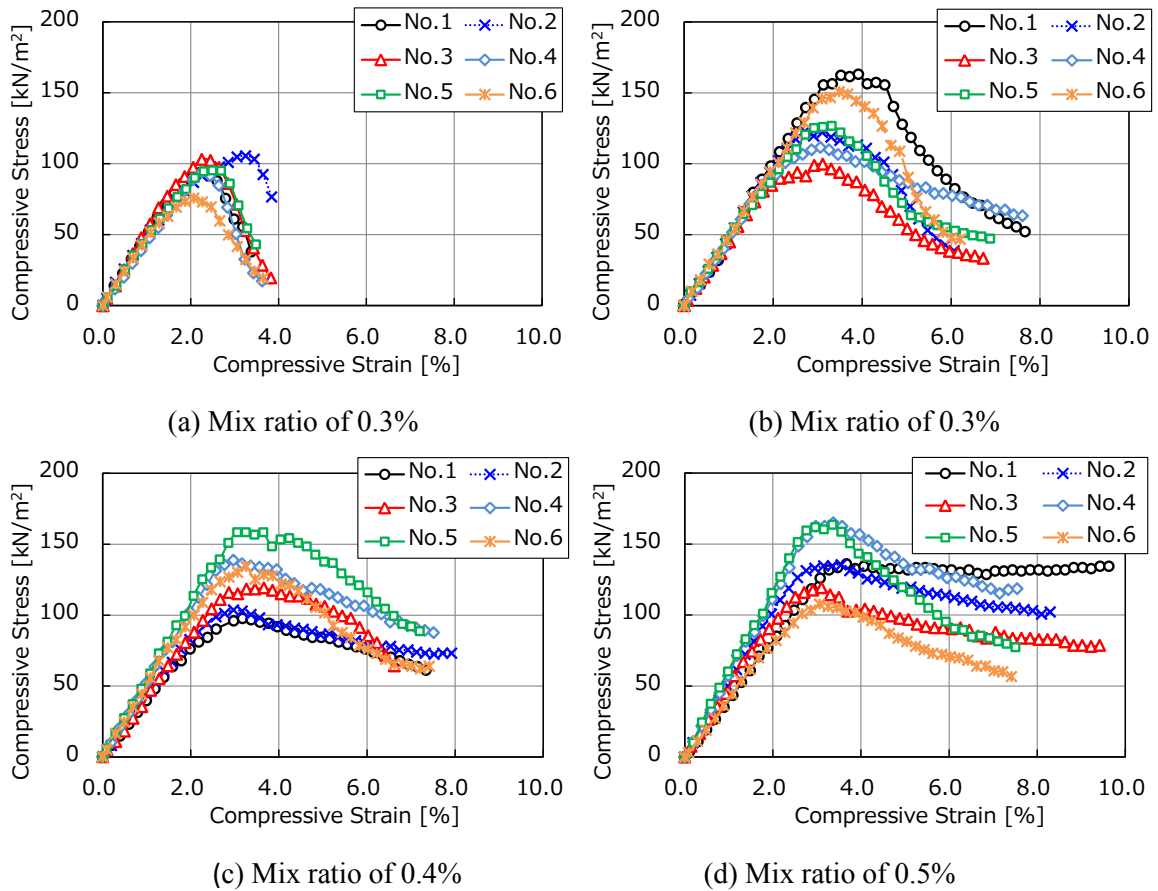 No.1 No.2
No.3 No.4
No.5 No.6
Compressive Stress [kN/m²]
200
150
100
50
0
0.0 2.0 4.0 6.0 8.0 10.0
Compressive Strain [%]
(a) Mix ratio of 0.3%
No.1 No.2
No.3 No.4
No.5 No.6
Compressive Stress [kN/m²]
200
150
100
50
0
0.0 2.0 4.0 6.0 8.0 10.0
Compressive Strain [%]
(b) Mix ratio of 0.3%
No.1 No.2
No.3 No.4
No.5 No.6
Compressive Stress [kN/m²]
200
150
100
50
0
0.0 2.0 4.0 6.0 8.0 10.0
Compressive Strain [%]
(c) Mix ratio of 0.4%
No.1 No.2
No.3 No.4
No.5 No.6
Compressive Stress [kN/m²]
200
150
100
50
0
0.0 2.0 4.0 6.0 8.0 10.0
Compressive Strain [%]
(d) Mix ratio of 0.5%